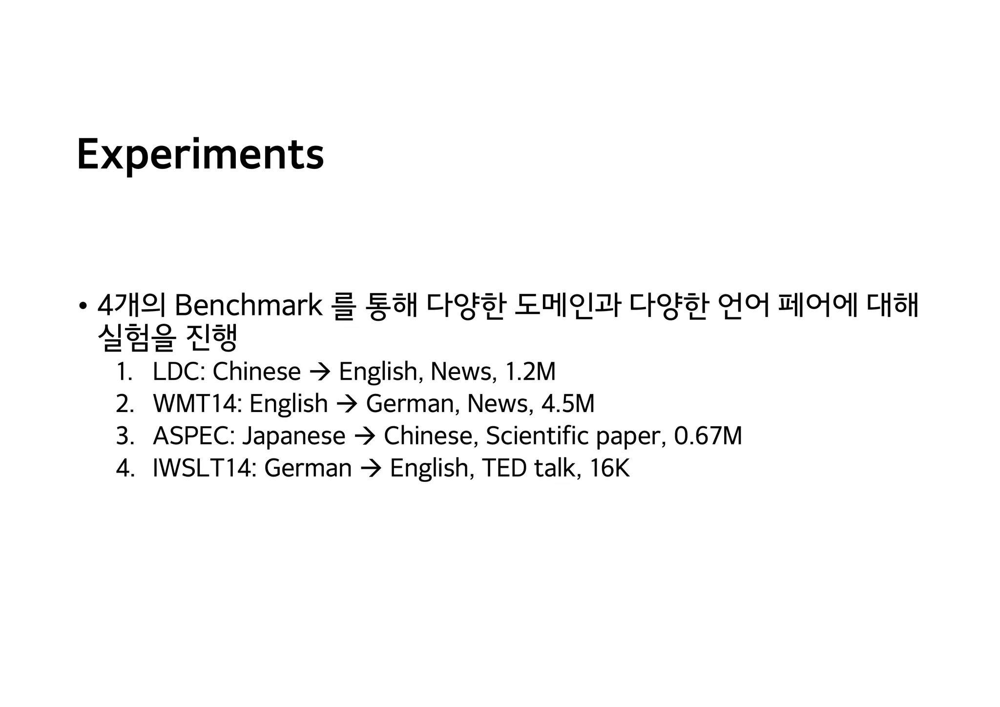 Experiments
• 4개의 Benchmark 를 통해 다양한 도메인과 다양한 언어 페어에 대해
실험을 진행
1. LDC: Chinese → English, News, 1.2M
2. WMT14: English → German, News, 4.5M
3. ASPEC: Japanese → Chinese, Scientific paper, 0.67M
4. IWSLT14: German → English, TED talk, 16K